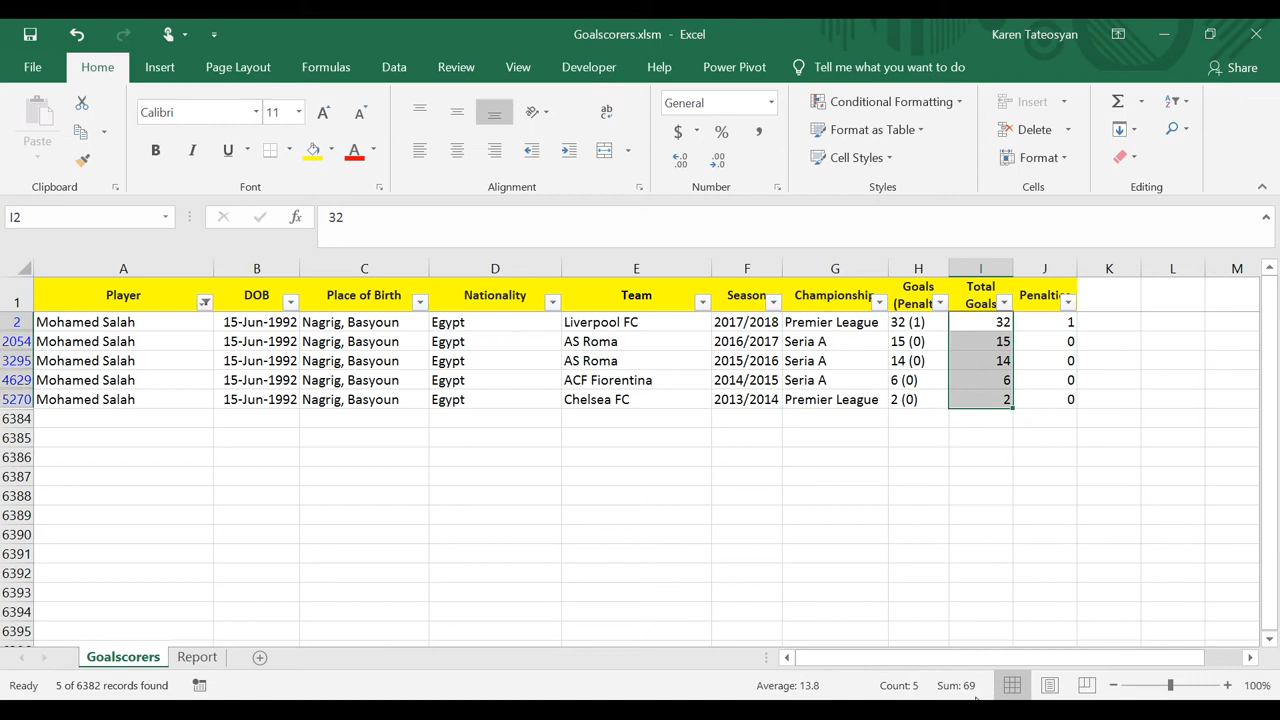 Goalscorers.xlsm - Excel
Karen Tateosyan
File Home Insert Page Layout Formulas Data Review View Developer Help Power Pivot Tell me what you want to do Share
Paste
Calibri 11
B I U A
ab
General
$ % ,
Conditional Formatting
Format as Table
Cell Styles
Insert
Delete
Format
Clipboard Font Alignment Number Styles Cells Editing
I2 fx 32
A B C D E F G H I J K L M
1 Player DOB Place of Birth Nationality Team Season Championship Goals (Penalt Total Goals Penaltie
2 Mohamed Salah 15-Jun-1992 Nagrig, Basyoun Egypt Liverpool FC 2017/2018 Premier League 32 (1) 32 1
2054 Mohamed Salah 15-Jun-1992 Nagrig, Basyoun Egypt AS Roma 2016/2017 Seria A 15 (0) 15 0
3295 Mohamed Salah 15-Jun-1992 Nagrig, Basyoun Egypt AS Roma 2015/2016 Seria A 14 (0) 14 0
4629 Mohamed Salah 15-Jun-1992 Nagrig, Basyoun Egypt ACF Fiorentina 2014/2015 Seria A 6 (0) 6 0
5270 Mohamed Salah 15-Jun-1992 Nagrig, Basyoun Egypt Chelsea FC 2013/2014 Premier League 2 (0) 2 0
6384
6385
6386
6387
6388
6389
6390
6391
6392
6393
6394
6395
Goalscorers Report
Ready 5 of 6382 records found Average: 13.8 Count: 5 Sum: 69 100%